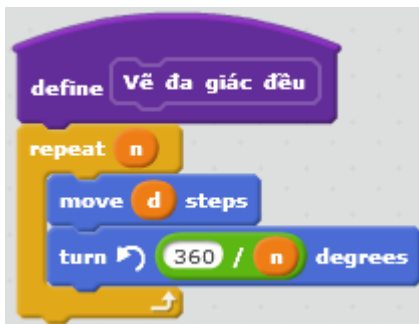 define Vẽ đa giác đều
repeat n
move d steps
turn 360 / n degrees